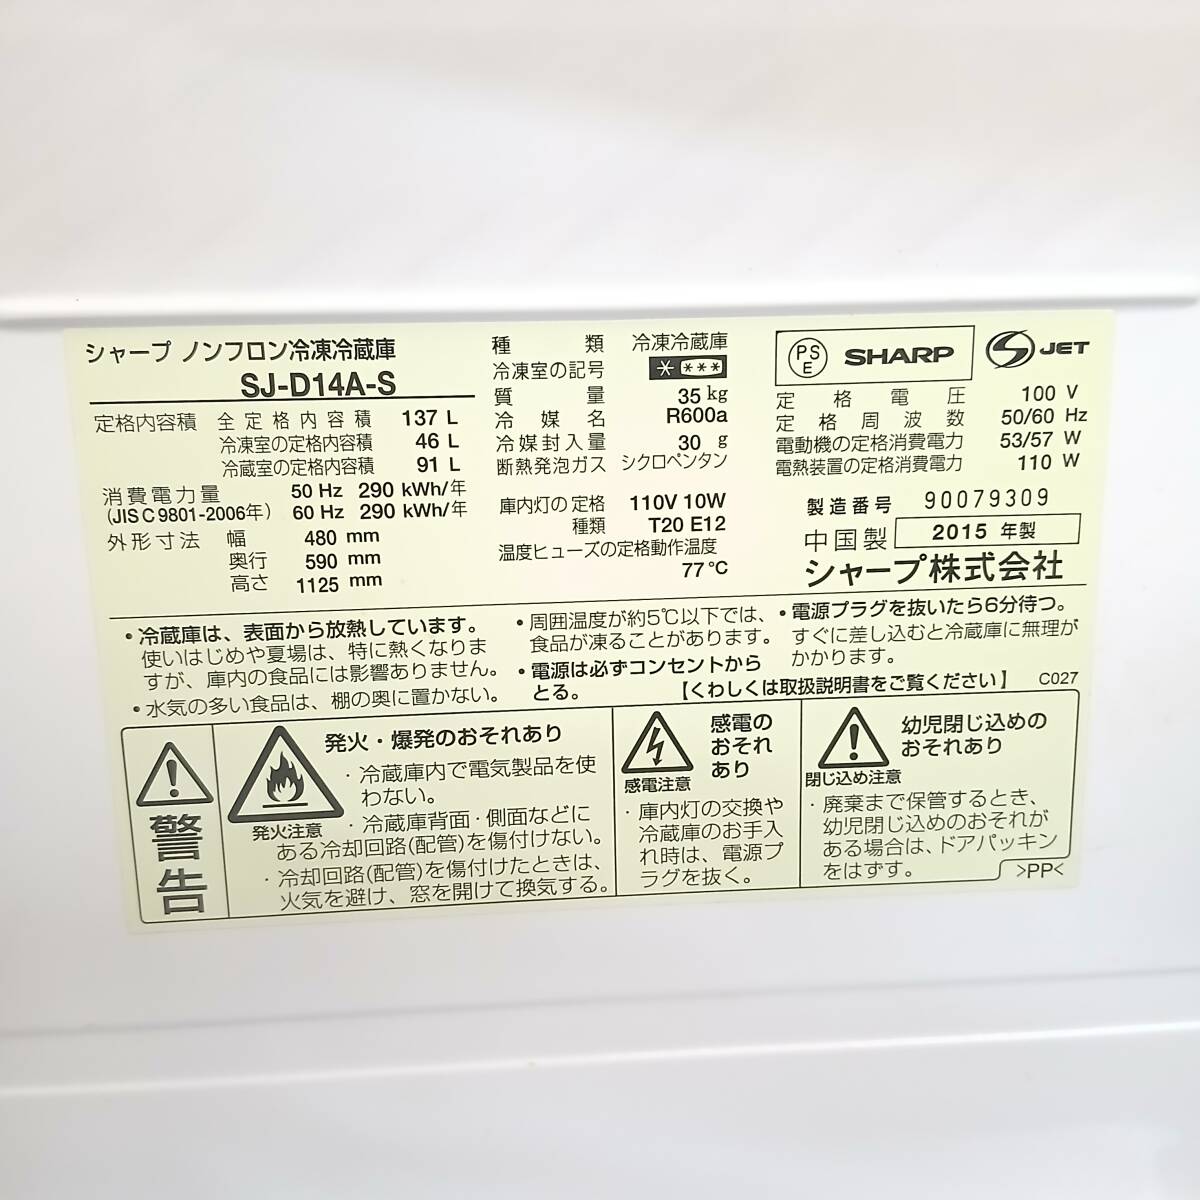 シャープ ノンフロン冷凍冷蔵庫
SJ-D14A-S
定格内容積 全定格内容積 137 L
冷凍室の定格内容積 46 L
冷蔵室の定格内容積 91 L
消費電力量 50 Hz 290 kWh/年
(JIS C 9801-2006年) 60 Hz 290 kWh/年
外形寸法 幅 480 mm
奥行 590 mm
高さ 1125 mm
種類 冷凍冷蔵庫
冷凍室の記号 * ***
質量 35 kg
冷媒名 R600a
冷媒封入量 30 g
断熱発泡ガス シクロペンタン
庫内灯の定格 110V 10W
種類 T20 E12
温度ヒューズの定格動作温度
77℃
PSE SHARP S JET
定格電圧 100 V
定格周波数 50/60 Hz
電動機の定格消費電力 53/57 W
電熱装置の定格消費電力 110 W
製造番号 90079309
中国製 2015 年製
シャープ株式会社
・冷蔵庫は、表面から放熱しています。
使いはじめや夏場は、特に熱くなりま
すが、庫内の食品には影響ありません。
・水気の多い食品は、棚の奥に置かない。
・周囲温度が約5℃以下では、
食品が凍ることがあります。
・電源は必ずコンセントから
とる。
・電源プラグを抜いたら6分待つ。
すぐに差し込むと冷蔵庫に無理が
かかります。
【くわしくは取扱説明書をご覧ください】 C027
警告
発火・爆発のおそれあり
発火注意
・冷蔵庫内で電気製品を使
わない。
・冷蔵庫背面・側面などに
ある冷却回路(配管)を傷付けない。
・冷却回路(配管)を傷付けたときは、
火気を避け、窓を開けて換気する。
感電の
おそれ
あり
感電注意
・庫内灯の交換や
冷蔵庫のお手入
れ時は、電源プ
ラグを抜く。
幼児閉じ込めの
おそれあり
閉じ込め注意
・廃棄まで保管するとき、
幼児閉じ込めのおそれが
ある場合は、ドアパッキン
をはずす。
>PP<